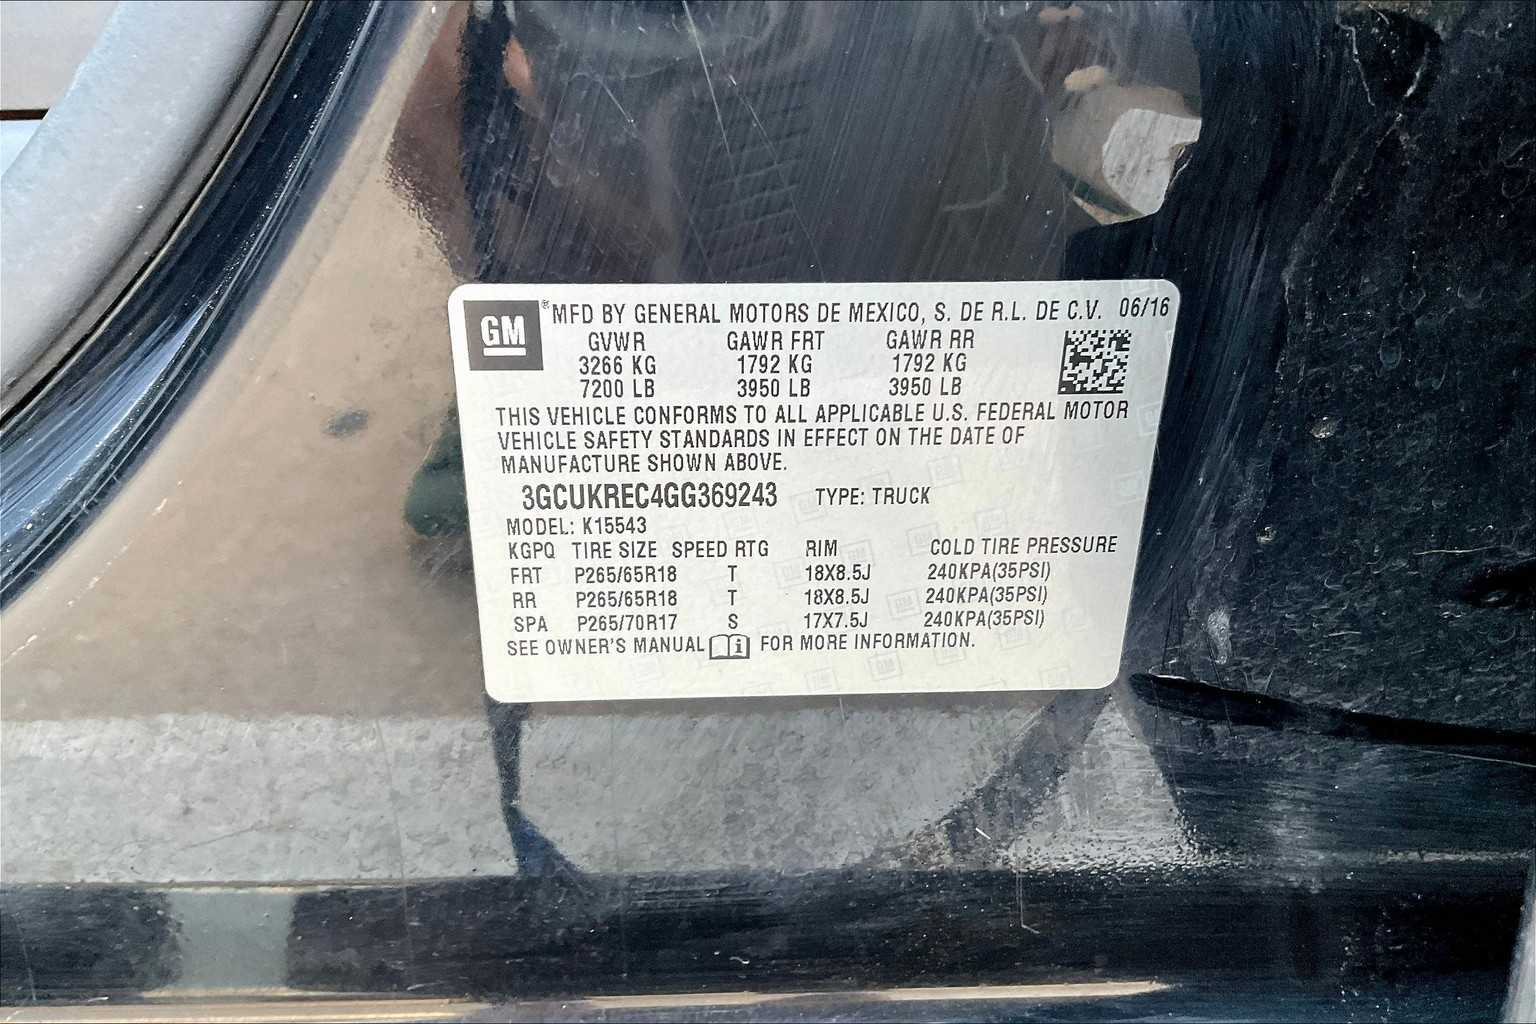 GM ® MFD BY GENERAL MOTORS DE MEXICO, S. DE R.L. DE C.V. 06/16
GVWR GAWR FRT GAWR RR
3266 KG 1792 KG 1792 KG
7200 LB 3950 LB 3950 LB
THIS VEHICLE CONFORMS TO ALL APPLICABLE U.S. FEDERAL MOTOR
VEHICLE SAFETY STANDARDS IN EFFECT ON THE DATE OF
MANUFACTURE SHOWN ABOVE.
3GCUKREC4GG369243 TYPE: TRUCK
MODEL: K15543
KGPQ TIRE SIZE SPEED RTG RIM COLD TIRE PRESSURE
FRT P265/65R18 T 18X8.5J 240KPA(35PSI)
RR P265/65R18 T 18X8.5J 240KPA(35PSI)
SPA P265/70R17 S 17X7.5J 240KPA(35PSI)
SEE OWNER'S MANUAL FOR MORE INFORMATION.